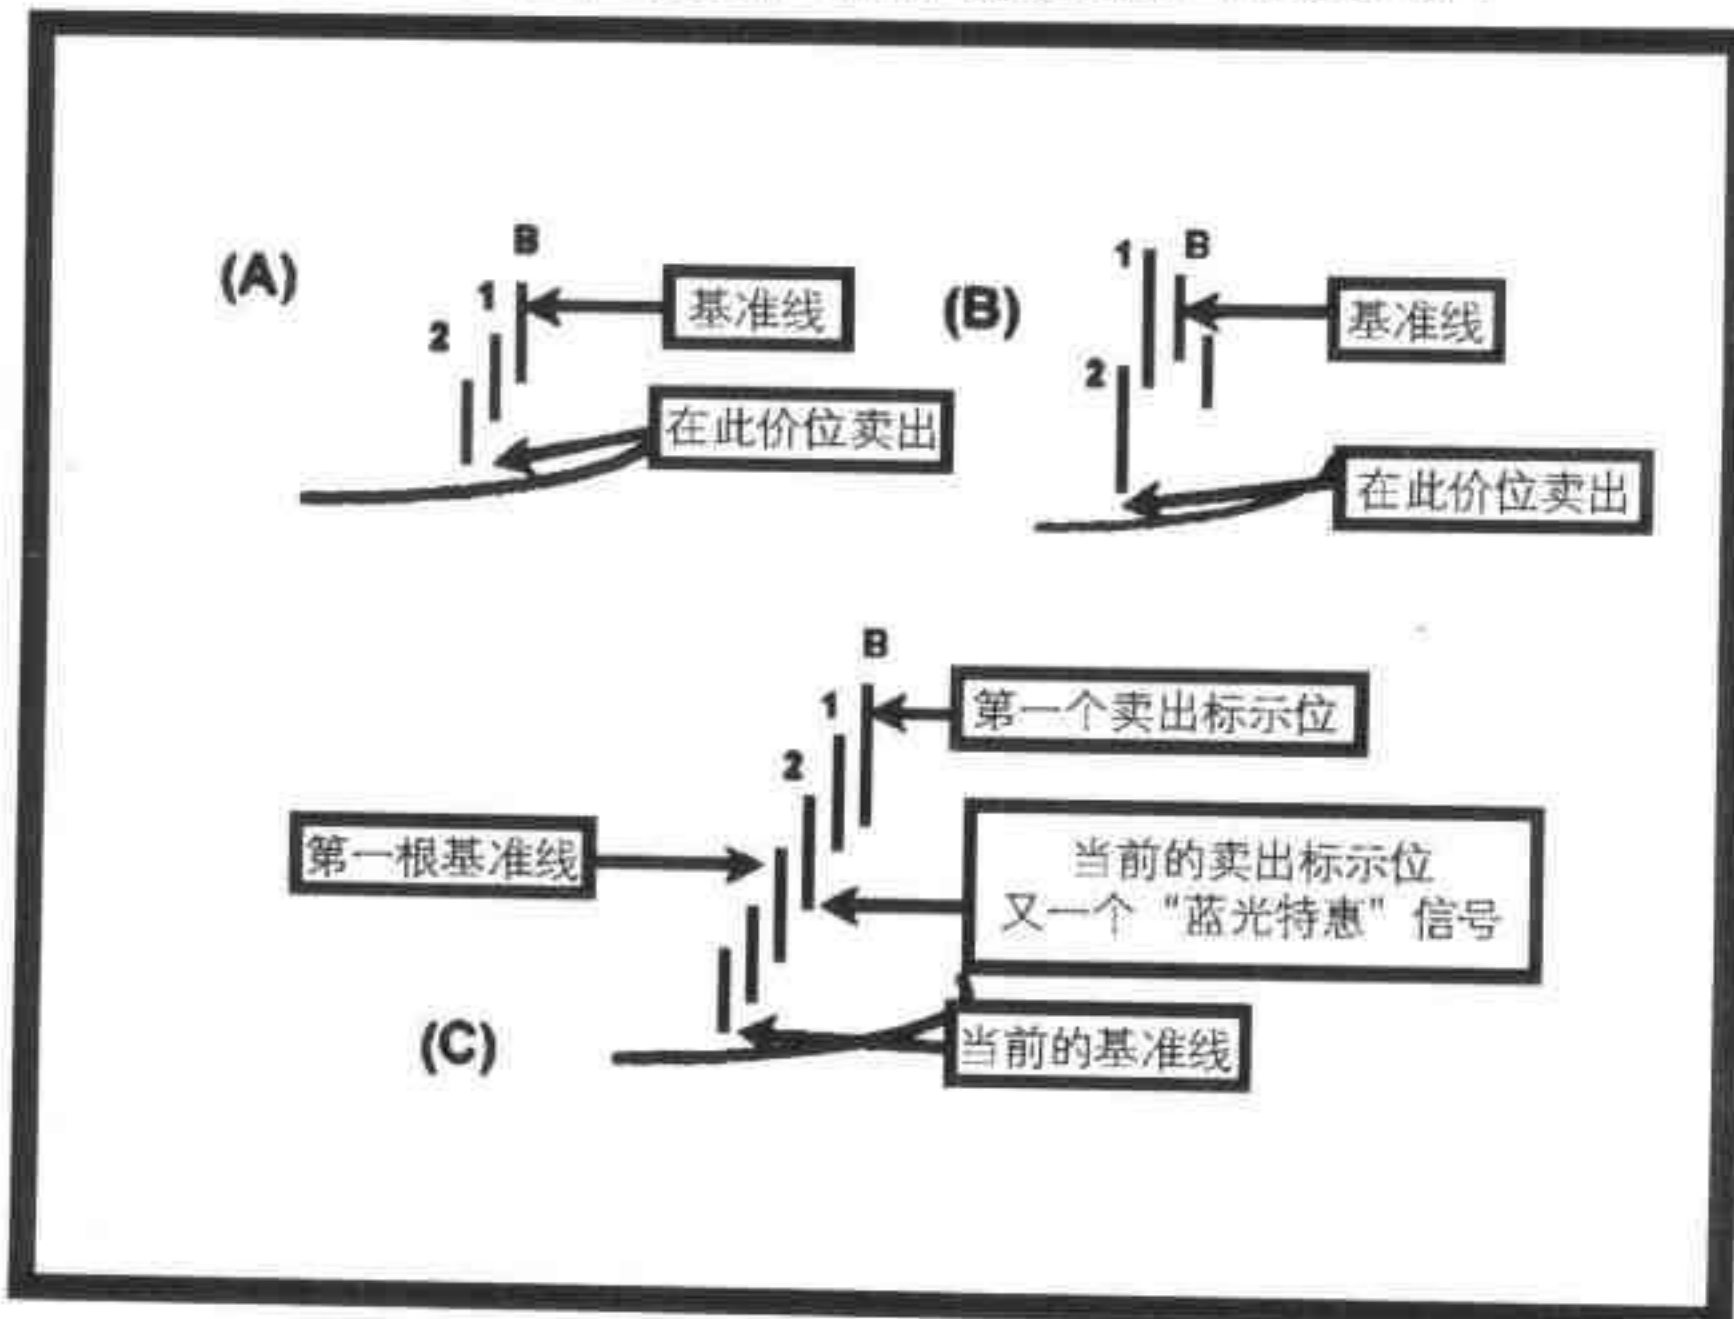 (A)
B
1
2
基准线
在此价位卖出
(B)
1
B
2
基准线
在此价位卖出
B
1
2
第一个卖出标示位
第一根基准线
当前的卖出标示位
又一个“蓝光特惠”信号
(C)
当前的基准线